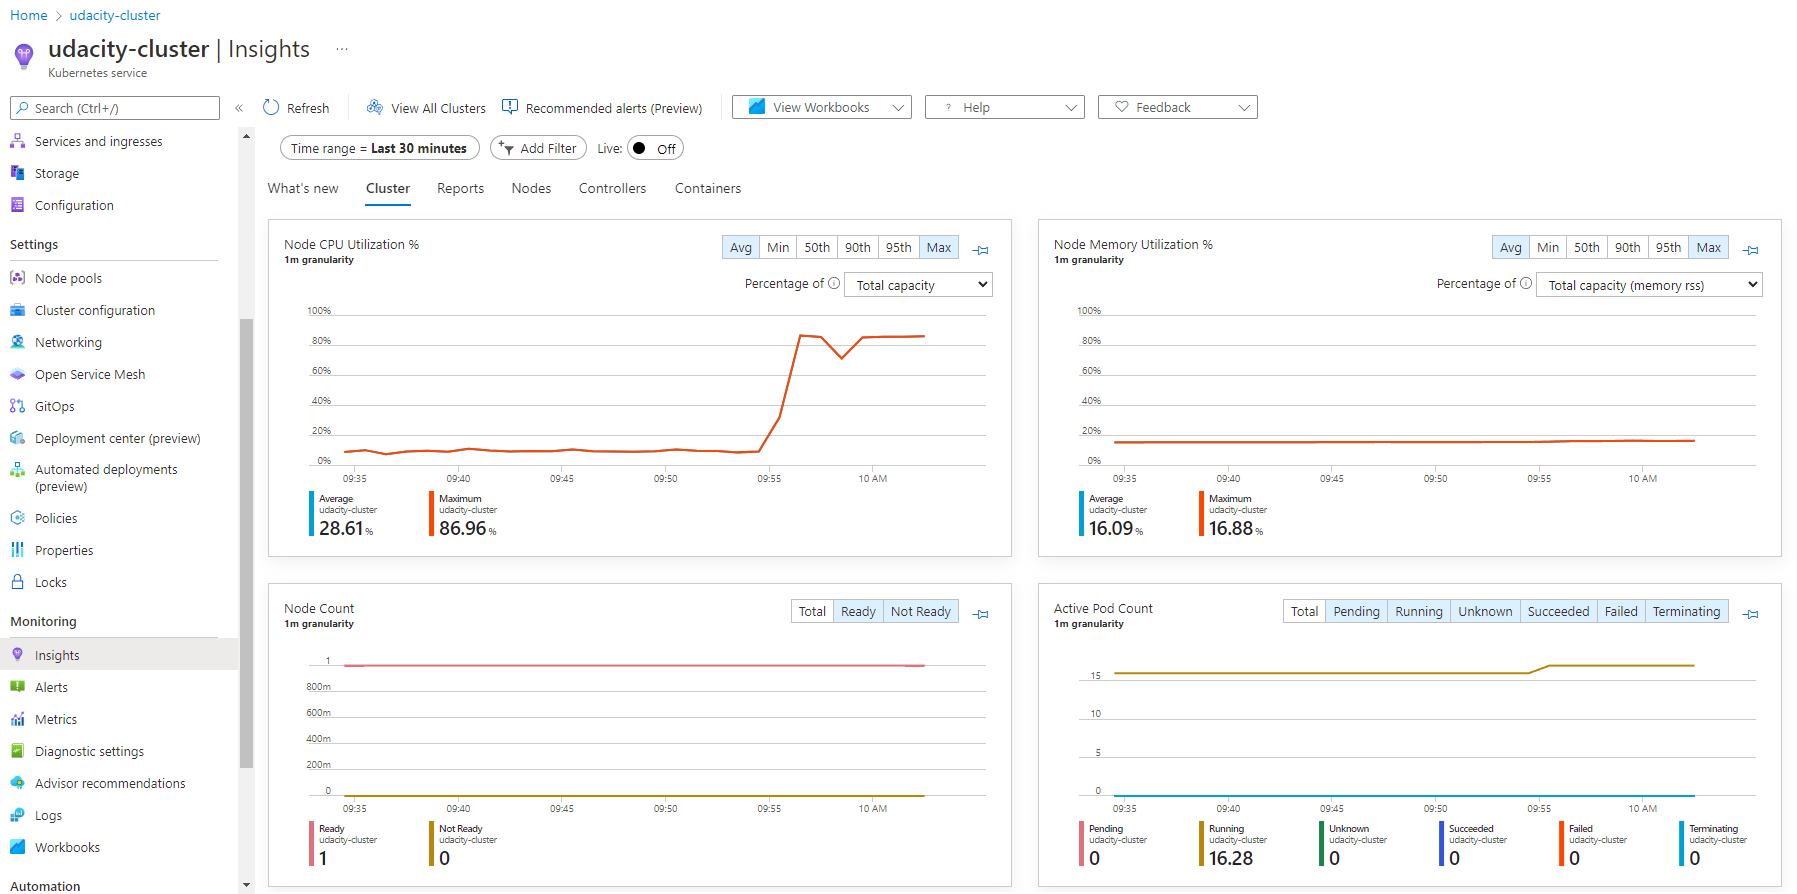 Home > udacity-cluster
udacity-cluster | Insights ...
Kubernetes service
Search (Ctrl+/)
«
Refresh
View All Clusters
Recommended alerts (Preview)
View Workbooks
? Help
Feedback
Services and ingresses
Storage
Configuration
Settings
Node pools
Cluster configuration
Networking
Open Service Mesh
GitOps
Deployment center (preview)
Automated deployments
(preview)
Policies
Properties
Locks
Monitoring
Insights
Alerts
Metrics
Diagnostic settings
Advisor recommendations
Logs
Workbooks
Automation
Time range = Last 30 minutes
Add Filter
Live: Off
What's new Cluster Reports Nodes Controllers Containers
Node CPU Utilization %
1m granularity
Avg Min 50th 90th 95th Max
Percentage of Total capacity
100%
80%
60%
40%
20%
0%
09:35 09:40 09:45 09:50 09:55 10 AM
Average
udacity-cluster
28.61 %
Maximum
udacity-cluster
86.96 %
Node Memory Utilization %
1m granularity
Avg Min 50th 90th 95th Max
Percentage of Total capacity (memory rss)
100%
80%
60%
40%
20%
0%
09:35 09:40 09:45 09:50 09:55 10 AM
Average
udacity-cluster
16.09 %
Maximum
udacity-cluster
16.88 %
Node Count
1m granularity
Total Ready Not Ready
1
800m
600m
400m
200m
0
09:35 09:40 09:45 09:50 09:55 10 AM
Ready
udacity-cluster
1
Not Ready
udacity-cluster
0
Active Pod Count
1m granularity
Total Pending Running Unknown Succeeded Failed Terminating
15
10
5
0
09:35 09:40 09:45 09:50 09:55 10 AM
Pending
udacity-cluster
0
Running
udacity-cluster
16.28
Unknown
udacity-cluster
0
Succeeded
udacity-cluster
0
Failed
udacity-cluster
0
Terminating
udacity-cluster
0